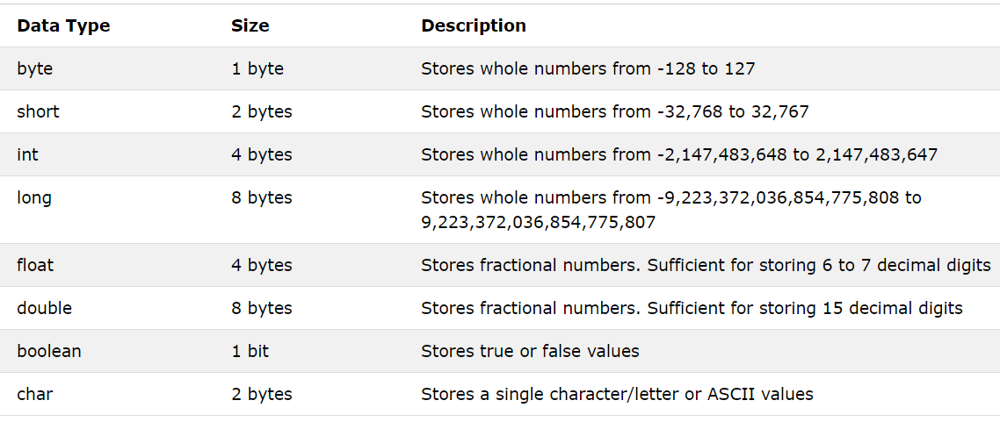 Data Type Size Description
byte 1 byte Stores whole numbers from -128 to 127
short 2 bytes Stores whole numbers from -32,768 to 32,767
int 4 bytes Stores whole numbers from -2,147,483,648 to 2,147,483,647
long 8 bytes Stores whole numbers from -9,223,372,036,854,775,808 to
9,223,372,036,854,775,807
float 4 bytes Stores fractional numbers. Sufficient for storing 6 to 7 decimal digits
double 8 bytes Stores fractional numbers. Sufficient for storing 15 decimal digits
boolean 1 bit Stores true or false values
char 2 bytes Stores a single character/letter or ASCII values